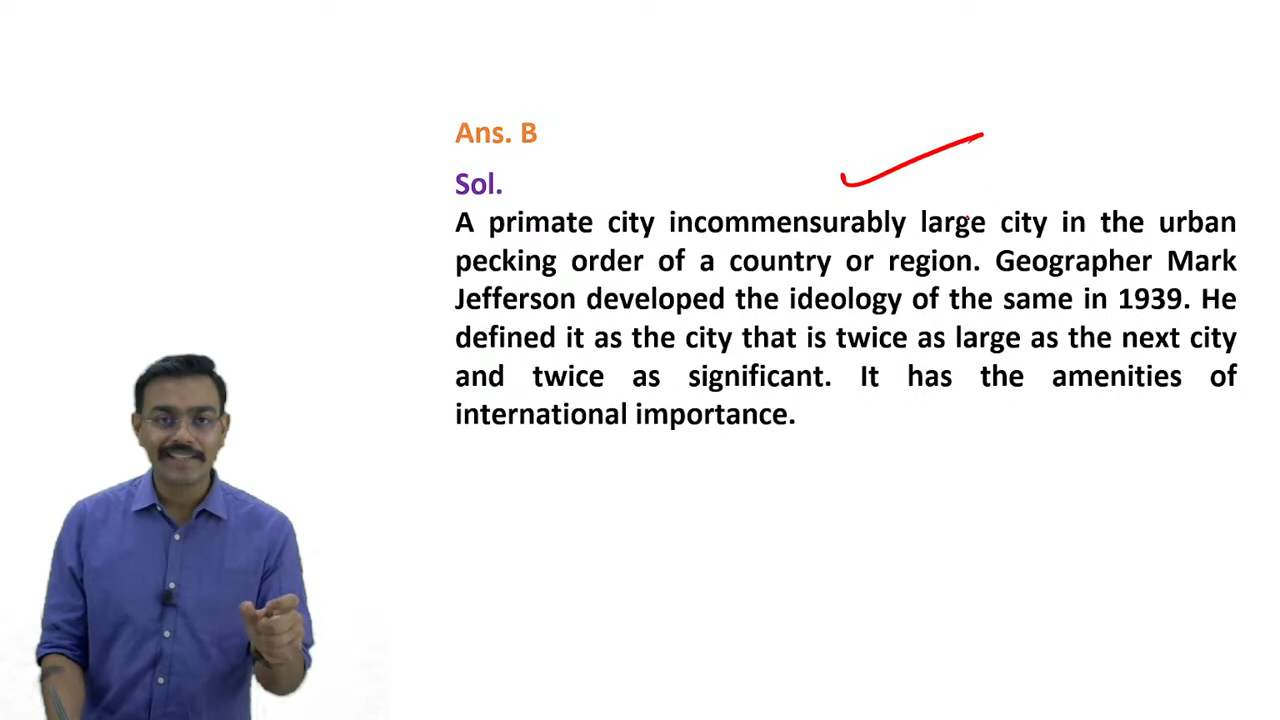 Ans. B
Sol.
A primate city incommensurably large city in the urban
pecking order of a country or region. Geographer Mark
Jefferson developed the ideology of the same in 1939. He
defined it as the city that is twice as large as the next city
and twice as significant. It has the amenities of
international importance.